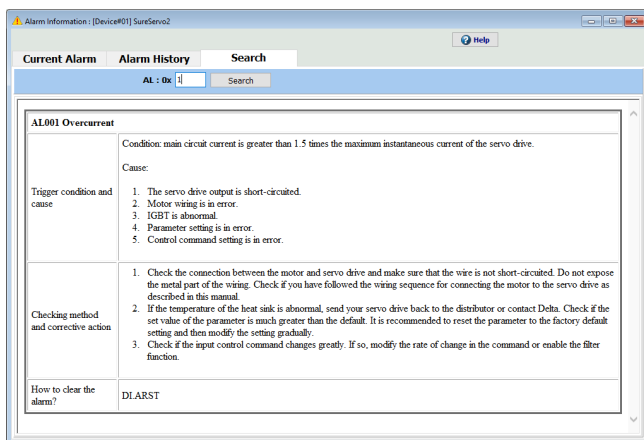 Alarm Information : [Device#01] SureServo2
Help
Current Alarm Alarm History Search
AL : 0x 1 Search
AL001 Overcurrent
Trigger condition and
cause
Condition: main circuit current is greater than 1.5 times the maximum instantaneous current of the servo drive.
Cause:
1. The servo drive output is short-circuited.
2. Motor wiring is in error.
3. IGBT is abnormal.
4. Parameter setting is in error.
5. Control command setting is in error.
Checking method
and corrective action
1. Check the connection between the motor and servo drive and make sure that the wire is not short-circuited. Do not expose
the metal part of the wiring. Check if you have followed the wiring sequence for connecting the motor to the servo drive as
described in this manual.
2. If the temperature of the heat sink is abnormal, send your servo drive back to the distributor or contact Delta. Check if the
set value of the parameter is much greater than the default. It is recommended to reset the parameter to the factory default
setting and then modify the setting gradually.
3. Check if the input control command changes greatly. If so, modify the rate of change in the command or enable the filter
function.
How to clear the
alarm?
DI.ARST